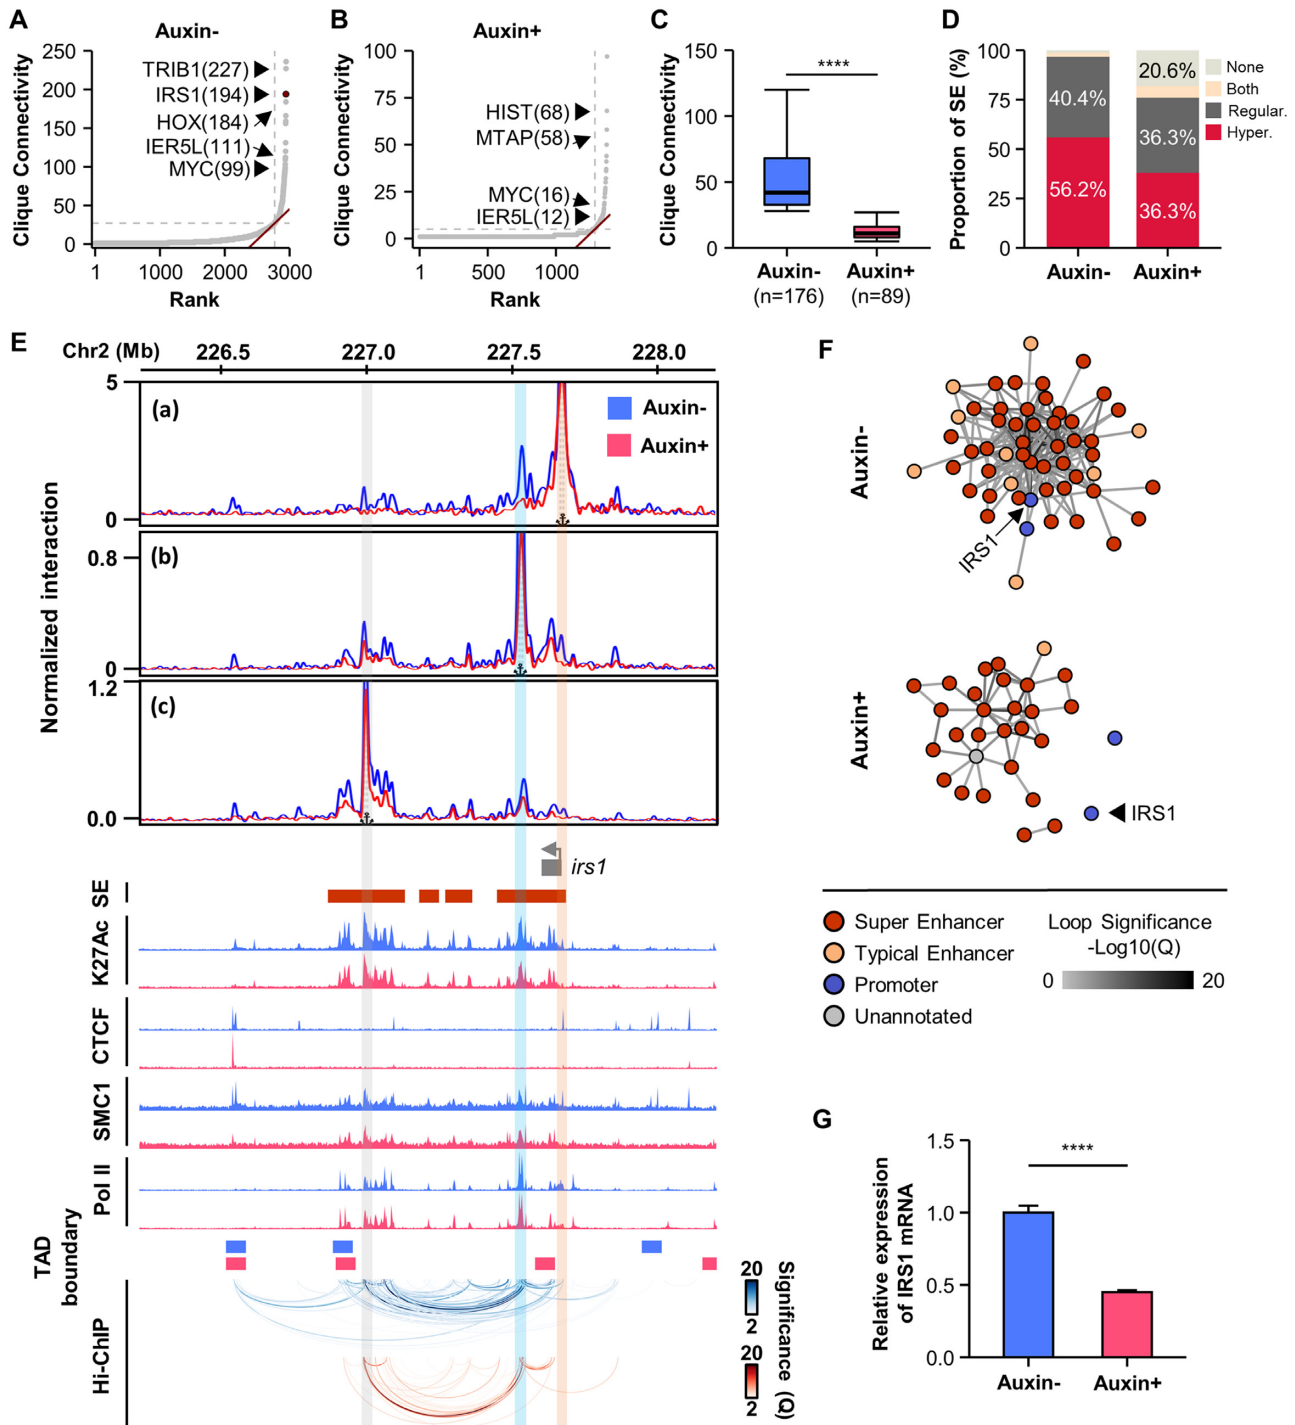 A
Auxin-
Clique Connectivity
250
200
150
100
50
0
TRIB1(227)
IRS1(194)
HOX(184)
IER5L(111)
MYC(99)
1 1000 2000 3000
Rank
B
Auxin+
Clique Connectivity
100
75
50
25
0
HIST(68)
MTAP(58)
MYC(16)
IER5L(12)
1 500 1000
Rank
C
Clique Connectivity
150
100
50
0
****
Auxin- Auxin+
(n=176) (n=89)
D
Proportion of SE (%)
100
75
50
25
0
40.4%
56.2%
20.6%
36.3%
36.3%
Auxin- Auxin+
None
Both
Regular.
Hyper.
E
Chr2 (Mb) 226.5 227.0 227.5 228.0
Normalized interaction
5
0
(a)
Auxin-
Auxin+
0.8
0
(b)
1.2
0.0
(c)
irs1
SE
K27Ac
CTCF
SMC1
Pol II
TAD
boundary
Hi-ChIP
20
2
20
2
Significance (Q)
F
Auxin-
IRS1
Auxin+
IRS1
Super Enhancer
Typical Enhancer
Promoter
Unannotated
Loop Significance
-Log10(Q)
0 20
G
Relative expression
of IRS1 mRNA
1.5
1.0
0.5
0.0
****
Auxin- Auxin+